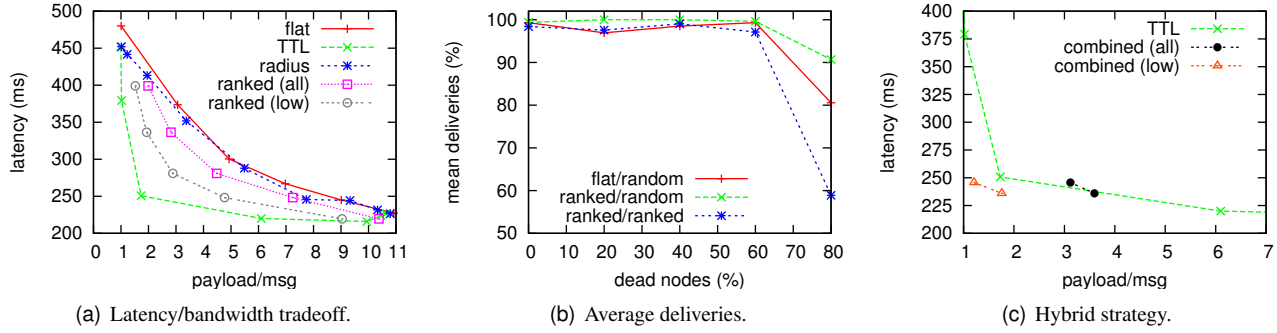 500
450
400
350
300
250
200
latency (ms)
flat
TTL
radius
ranked (all)
ranked (low)
0 1 2 3 4 5 6 7 8 9 10 11
payload/msg
(a) Latency/bandwidth tradeoff.
100
90
80
70
60
50
mean deliveries (%)
flat/random
ranked/random
ranked/ranked
0 20 40 60 80
dead nodes (%)
(b) Average deliveries.
400
375
350
325
300
275
250
225
200
latency (ms)
TTL
combined (all)
combined (low)
1 2 3 4 5 6 7
payload/msg
(c) Hybrid strategy.